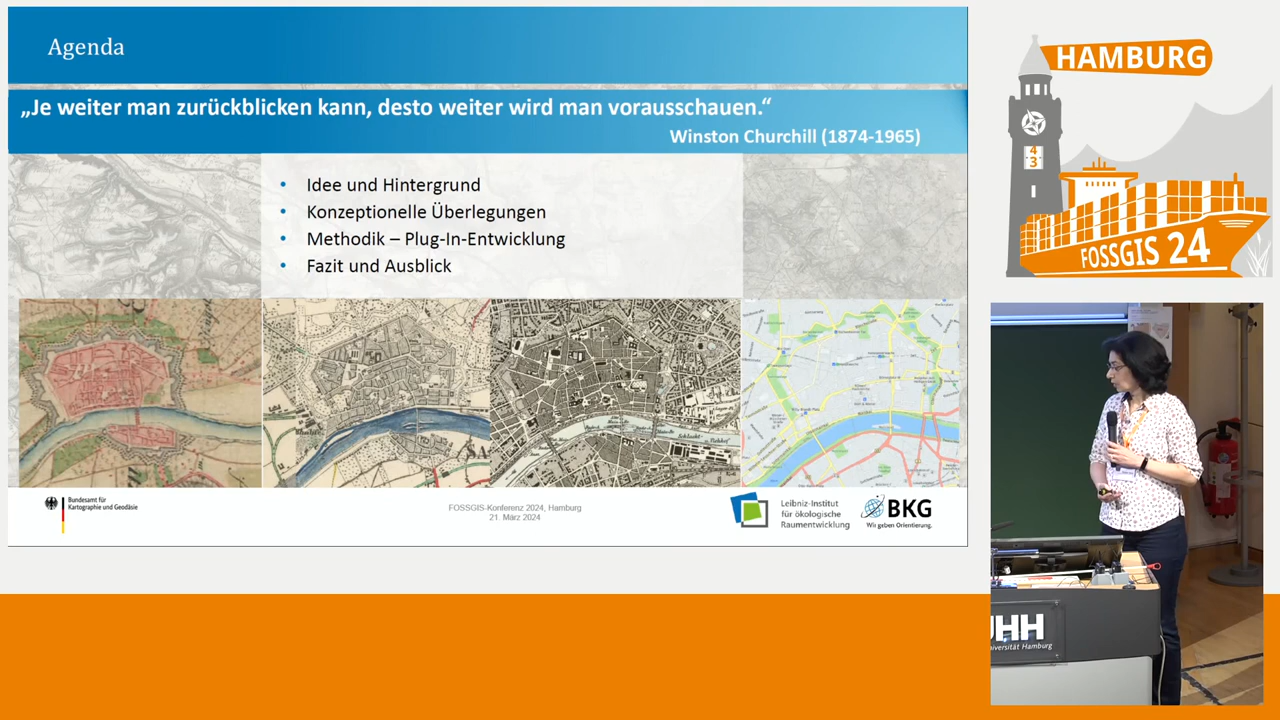 Agenda
„Je weiter man zurückblicken kann, desto weiter wird man vorausschauen.“
Winston Churchill (1874-1965)
• Idee und Hintergrund
• Konzeptionelle Überlegungen
• Methodik – Plug-In-Entwicklung
• Fazit und Ausblick
Bundesamt für
Kartographie und Geodäsie
FOSSGIS-Konferenz 2024, Hamburg
21. März 2024
Leibniz-Institut
für ökologische
Raumentwicklung
BKG
Wir geben Orientierung.
HAMBURG
4
3
FOSSGIS 24
UHH
Universität Hamburg